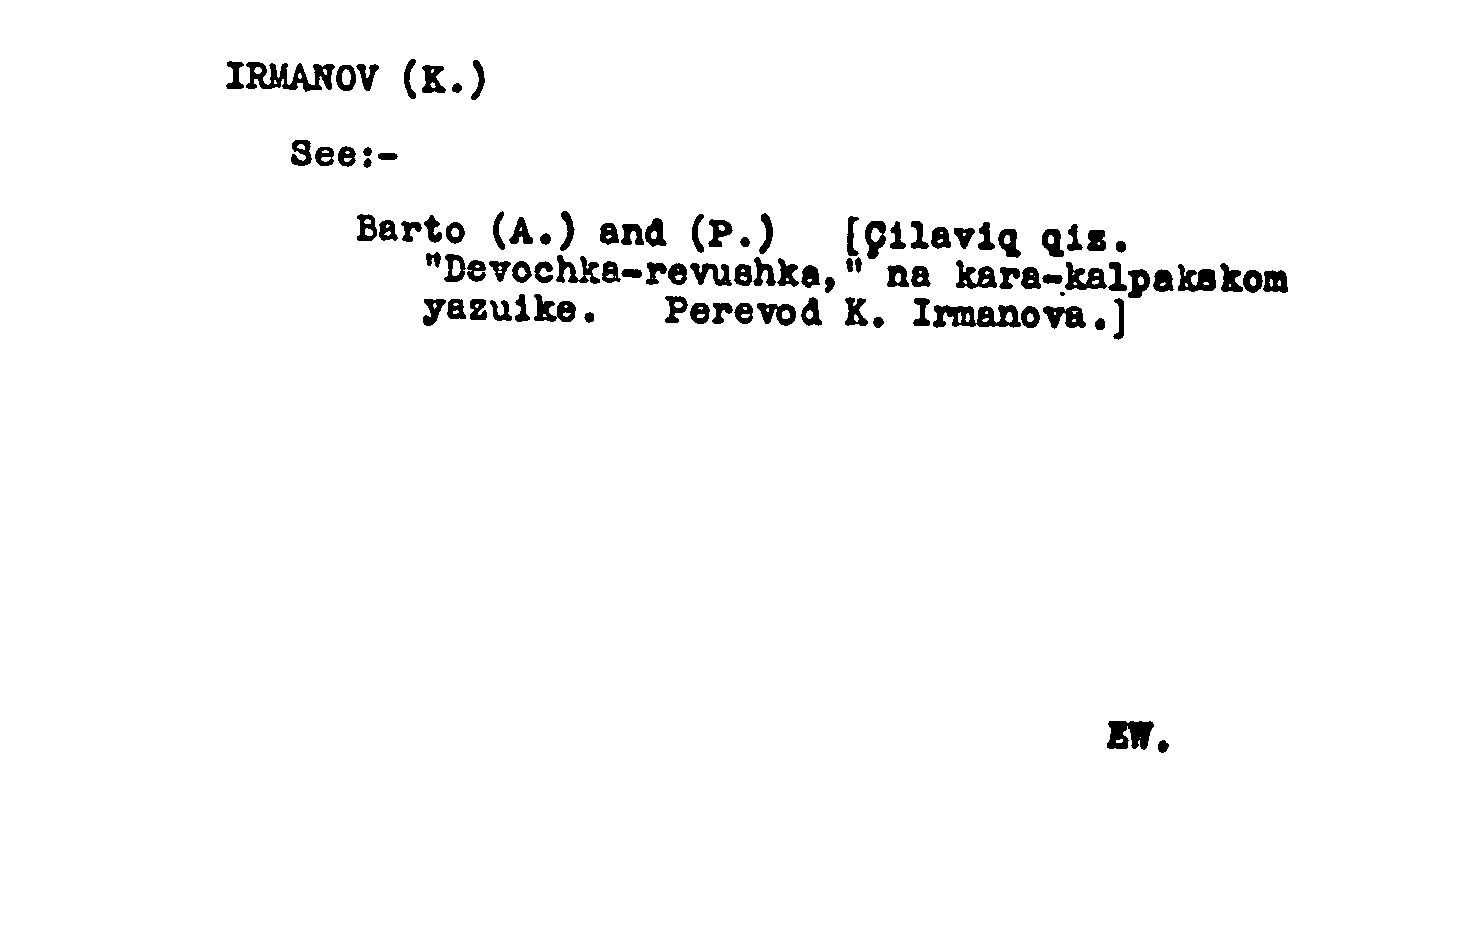 IRMANOV (K.)
See:-
Barto (A.) and (P.) [Çilaviq qiz.
"Devochka-revushka," na kara-kalpakskom
yazuike. Perevod K. Irmanova.]
EW.